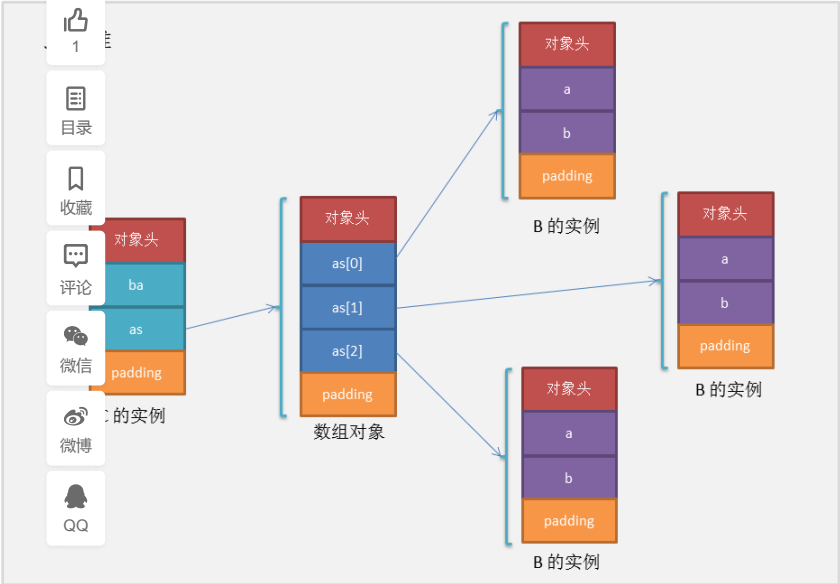 1
目录
收藏
评论
微信
微博
QQ
对象头
ba
as
padding
的实例
对象头
as[0]
as[1]
as[2]
padding
数组对象
对象头
a
b
padding
B 的实例
对象头
a
b
padding
B 的实例
对象头
a
b
padding
B 的实例